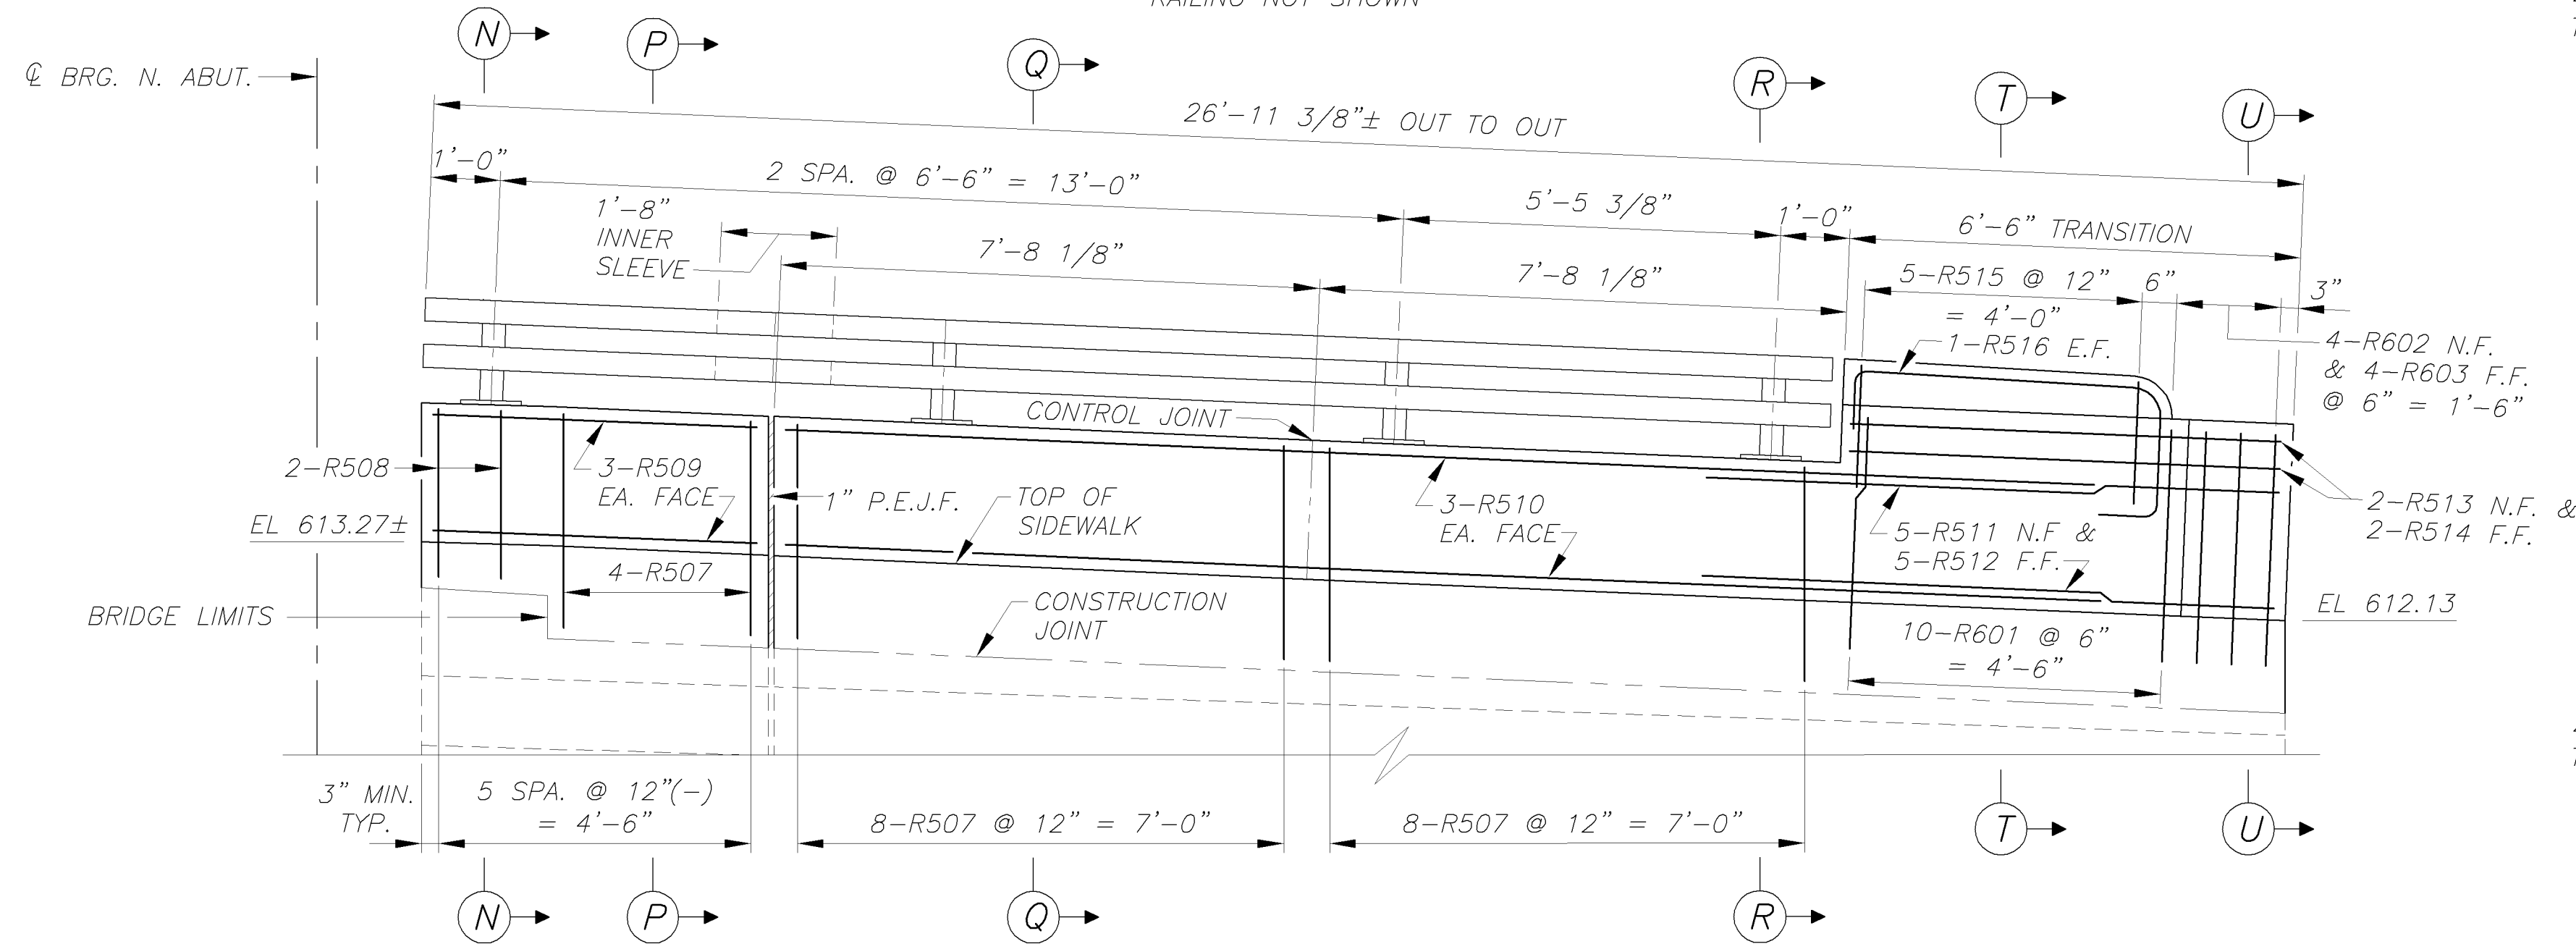 RAILING NOT SHOWN
N
P
Q
R
T
U
℄ BRG. N. ABUT.
26'-11 3/8"± OUT TO OUT
1'-0"
2 SPA. @ 6'-6" = 13'-0"
5'-5 3/8"
1'-0"
6'-6" TRANSITION
1'-8"
INNER
SLEEVE
7'-8 1/8"
7'-8 1/8"
5-R515 @ 12"
= 4'-0"
6"
3"
1-R516 E.F.
4-R602 N.F.
& 4-R603 F.F.
@ 6" = 1'-6"
CONTROL JOINT
2-R508
3-R509
EA. FACE
1" P.E.J.F.
TOP OF
SIDEWALK
3-R510
EA. FACE
5-R511 N.F &
5-R512 F.F.
2-R513 N.F. &
2-R514 F.F.
EL 613.27±
4-R507
BRIDGE LIMITS
CONSTRUCTION
JOINT
EL 612.13
10-R601 @ 6"
= 4'-6"
3" MIN.
TYP.
5 SPA. @ 12"(-)
= 4'-6"
8-R507 @ 12" = 7'-0"
8-R507 @ 12" = 7'-0"
T
U
N
P
Q
R